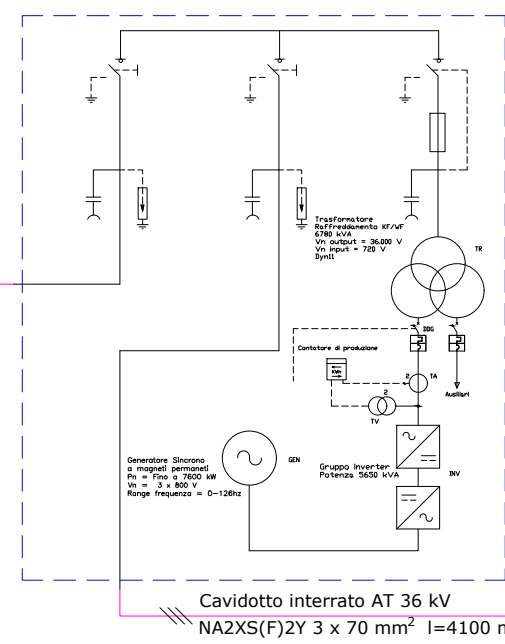 Trasformatore
Raffreddamento KF/WF
6780 kVA
Vn output = 36.000 V
Vn input = 720 V
Dyn11
TR
DDG
Contatore di produzione
kWh
2
TA
Ausiliari
2
TV
Generatore Sincrono
a magneti permaneti
Pn = Fino a 7600 kW
Vn = 3 x 800 V
Range frequenza = 0-126hz
GEN
Gruppo Inverter
Potenza 5650 kVA
INV
Cavidotto interrato AT 36 kV
NA2XS(F)2Y 3 x 70 mm² l=4100 m